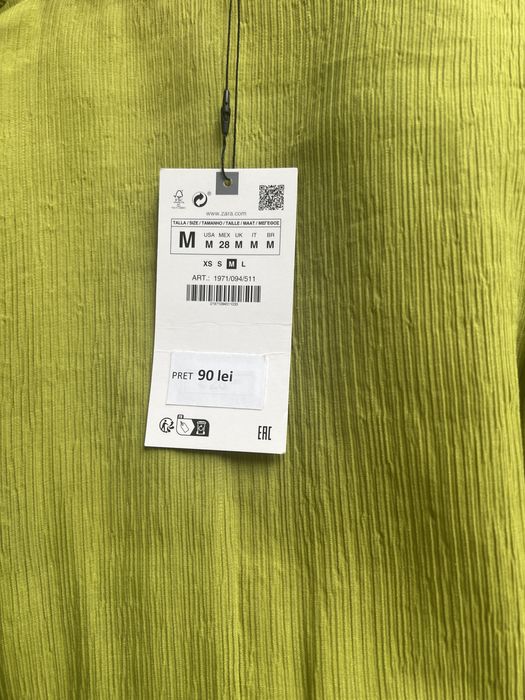 www.zara.com
TALLA / SIZE / TAMANHO / TAILLE / MAAT / ΜΕΓΕΘΟΣ
M
USA MEX UK IT BR
M 28 M M M
XS S M L
ART.: 1971/094/511
PRET 90 lei
EAC